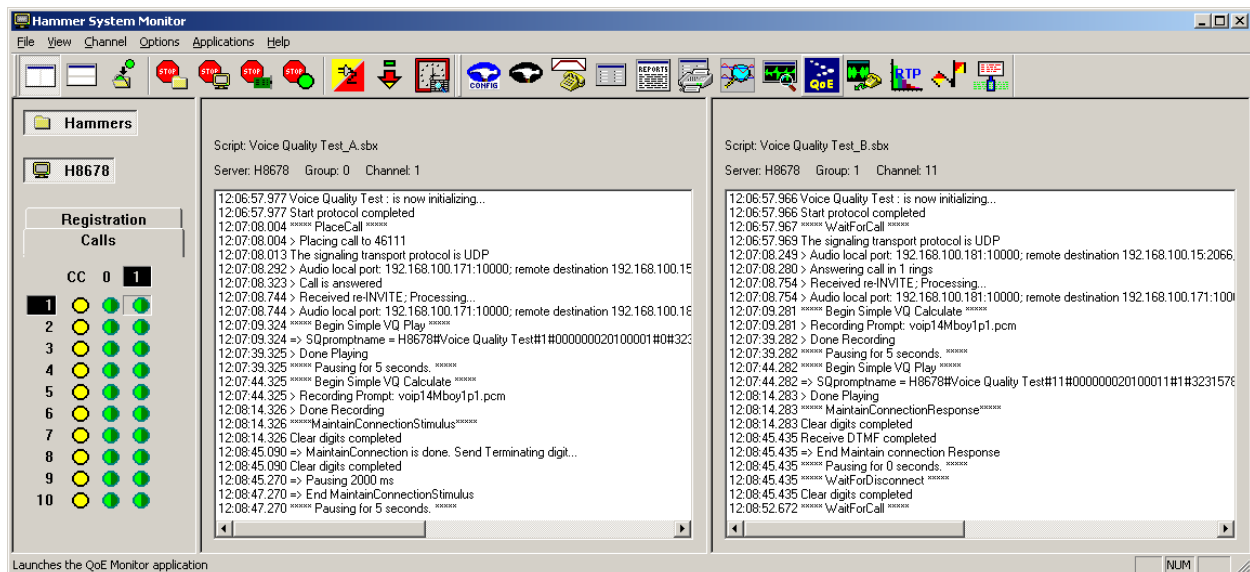 Hammer System Monitor
File View Channel Options Applications Help
STOP STOP STOP STOP 2 CONFIG REPORTS QoE RTP
Hammers
H8678
Registration
Calls
CC 0 1
1
2
3
4
5
6
7
8
9
10
Script: Voice Quality Test_A.sbx
Server: H8678 Group: 0 Channel: 1
12:06:57.977 Voice Quality Test : is now initializing...
12:06:57.977 Start protocol completed
12:07:08.004 ***** PlaceCall *****
12:07:08.004 > Placing call to 46111
12:07:08.013 The signaling transport protocol is UDP
12:07:08.292 > Audio local port: 192.168.100.171:10000; remote destination 192.168.100.15
12:07:08.323 > Call is answered
12:07:08.744 > Received re-INVITE; Processing...
12:07:08.744 > Audio local port: 192.168.100.171:10000; remote destination 192.168.100.18
12:07:09.324 ***** Begin Simple VQ Play *****
12:07:09.324 => SQpromptname = H8678#Voice Quality Test#1#000000020100001#0#323
12:07:39.325 > Done Playing
12:07:39.325 ***** Pausing for 5 seconds. *****
12:07:44.325 ***** Begin Simple VQ Calculate *****
12:07:44.325 > Recording Prompt: voip14Mboy1p1.pcm
12:08:14.326 > Done Recording
12:08:14.326 *****MaintainConnectionStimulus*****
12:08:14.326 Clear digits completed
12:08:45.090 => MaintainConnection is done. Send Terminating digit...
12:08:45.090 Clear digits completed
12:08:45.270 => Pausing 2000 ms
12:08:47.270 => End MaintainConnectionStimulus
12:08:47.270 ***** Pausing for 5 seconds. *****
Script: Voice Quality Test_B.sbx
Server: H8678 Group: 1 Channel: 11
12:06:57.966 Voice Quality Test : is now initializing...
12:06:57.966 Start protocol completed
12:06:57.967 ***** WaitForCall *****
12:06:57.969 The signaling transport protocol is UDP
12:07:08.249 > Audio local port: 192.168.100.181:10000; remote destination 192.168.100.15:2066,
12:07:08.280 > Answering call in 1 rings
12:07:08.754 > Received re-INVITE; Processing...
12:07:08.754 > Audio local port: 192.168.100.181:10000; remote destination 192.168.100.171:100
12:07:09.281 ***** Begin Simple VQ Calculate *****
12:07:09.281 > Recording Prompt: voip14Mboy1p1.pcm
12:07:39.282 > Done Recording
12:07:39.282 ***** Pausing for 5 seconds. *****
12:07:44.282 ***** Begin Simple VQ Play *****
12:07:44.282 => SQpromptname = H8678#Voice Quality Test#11#000000020100011#1#3231578
12:08:14.283 > Done Playing
12:08:14.283 ***** MaintainConnectionResponse*****
12:08:14.283 Clear digits completed
12:08:45.435 Receive DTMF completed
12:08:45.435 => End Maintain connection Response
12:08:45.435 ***** Pausing for 0 seconds. *****
12:08:45.435 ***** WaitForDisconnect *****
12:08:45.435 Clear digits completed
12:08:52.672 ***** WaitForCall *****
Launches the QoE Monitor application
NUM